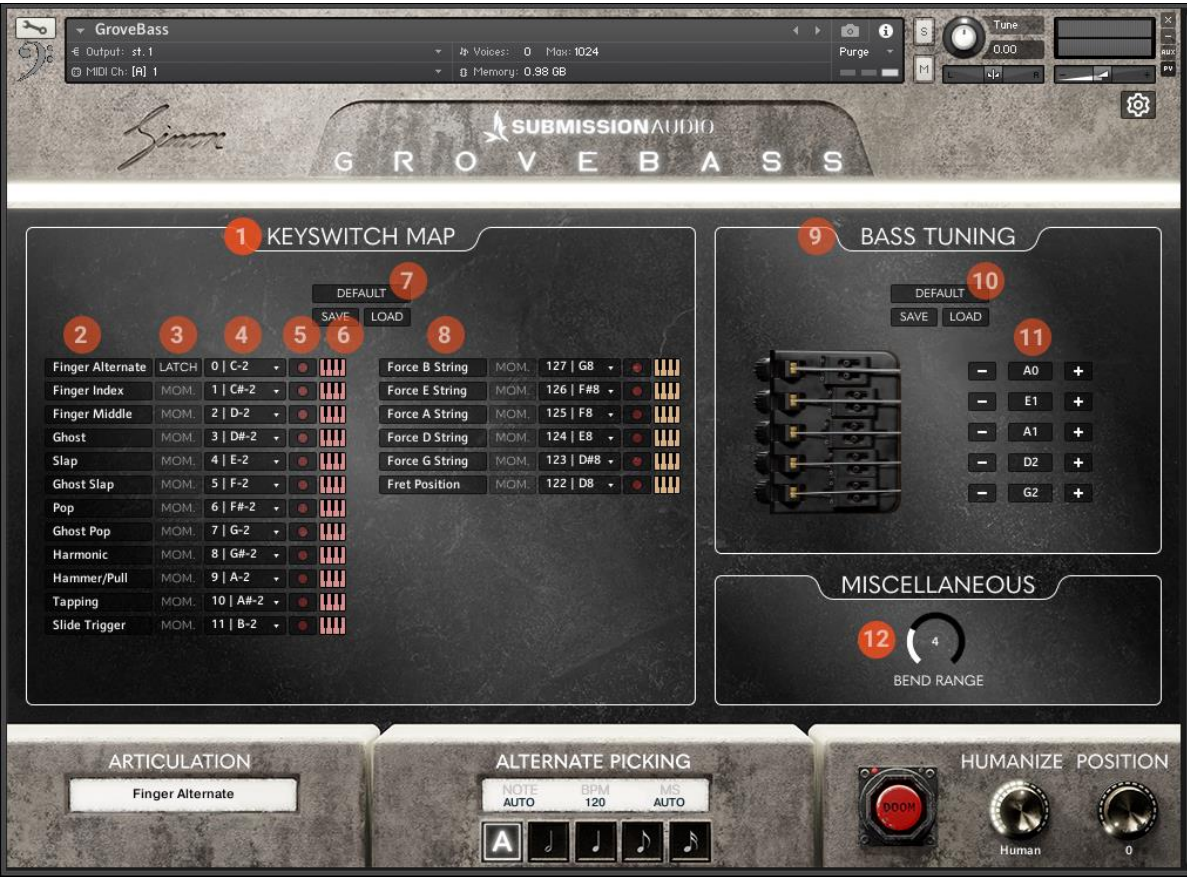 GroveBass
Output: st.1
Voices: 0 Max: 1024
Purge
MIDI Ch: [A] 1
Memory: 0.98 GB
S
M
Tune
0.00
L
R
AUX
PV
Simon
SUBMISSIONAUDIO
GROVEBASS
1 KEYSWITCH MAP
7
DEFAULT
SAVE LOAD
2 3 4 5 6 8
Finger Alternate LATCH 0 | C-2
Finger Index MOM. 1 | C#-2
Finger Middle MOM. 2 | D-2
Ghost MOM. 3 | D#-2
Slap MOM. 4 | E-2
Ghost Slap MOM. 5 | F-2
Pop MOM. 6 | F#-2
Ghost Pop MOM. 7 | G-2
Harmonic MOM. 8 | G#-2
Hammer/Pull MOM. 9 | A-2
Tapping MOM. 10 | A#-2
Slide Trigger MOM. 11 | B-2
Force B String MOM. 127 | G8
Force E String MOM. 126 | F#8
Force A String MOM. 125 | F8
Force D String MOM. 124 | E8
Force G String MOM. 123 | D#8
Fret Position MOM. 122 | D8
9 BASS TUNING
10
DEFAULT
SAVE LOAD
11
− A0 +
− E1 +
− A1 +
− D2 +
− G2 +
MISCELLANEOUS
12
4
BEND RANGE
ARTICULATION
Finger Alternate
ALTERNATE PICKING
NOTE BPM MS
AUTO 120 AUTO
A
DOOM
HUMANIZE POSITION
Human 0